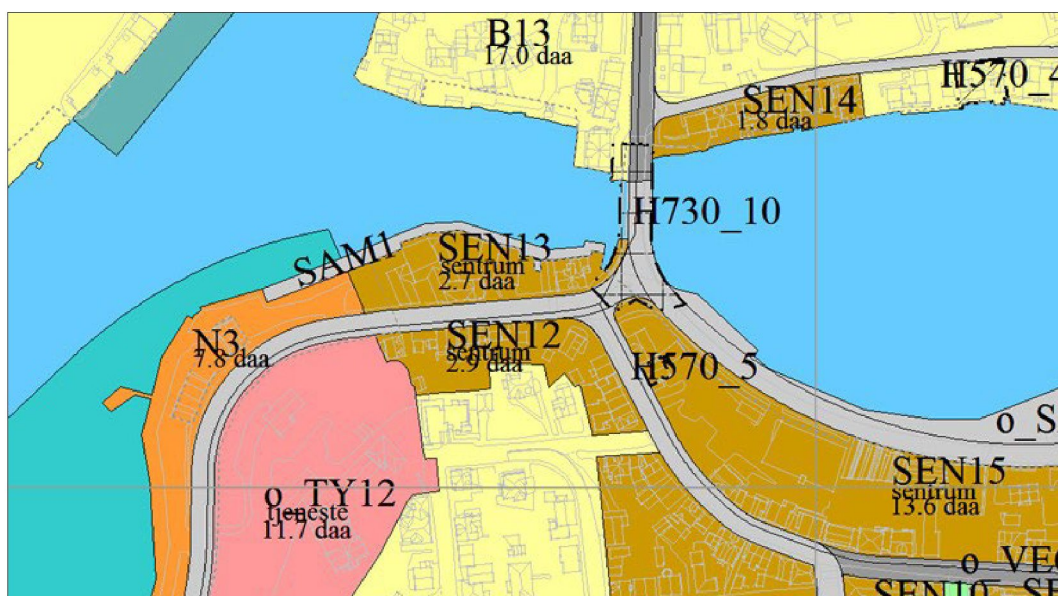 B13
17.0 daa
H570_4
SEN14
1.8 daa
H730_10
SAM1
SEN13
sentrum
2.7 daa
N3
7.8 daa
SEN12
sentrum
2.9 daa
H570_5
o_S
SEN15
sentrum
13.6 daa
o_TY12
tjeneste
11.7 daa
o_VEG
SEN10